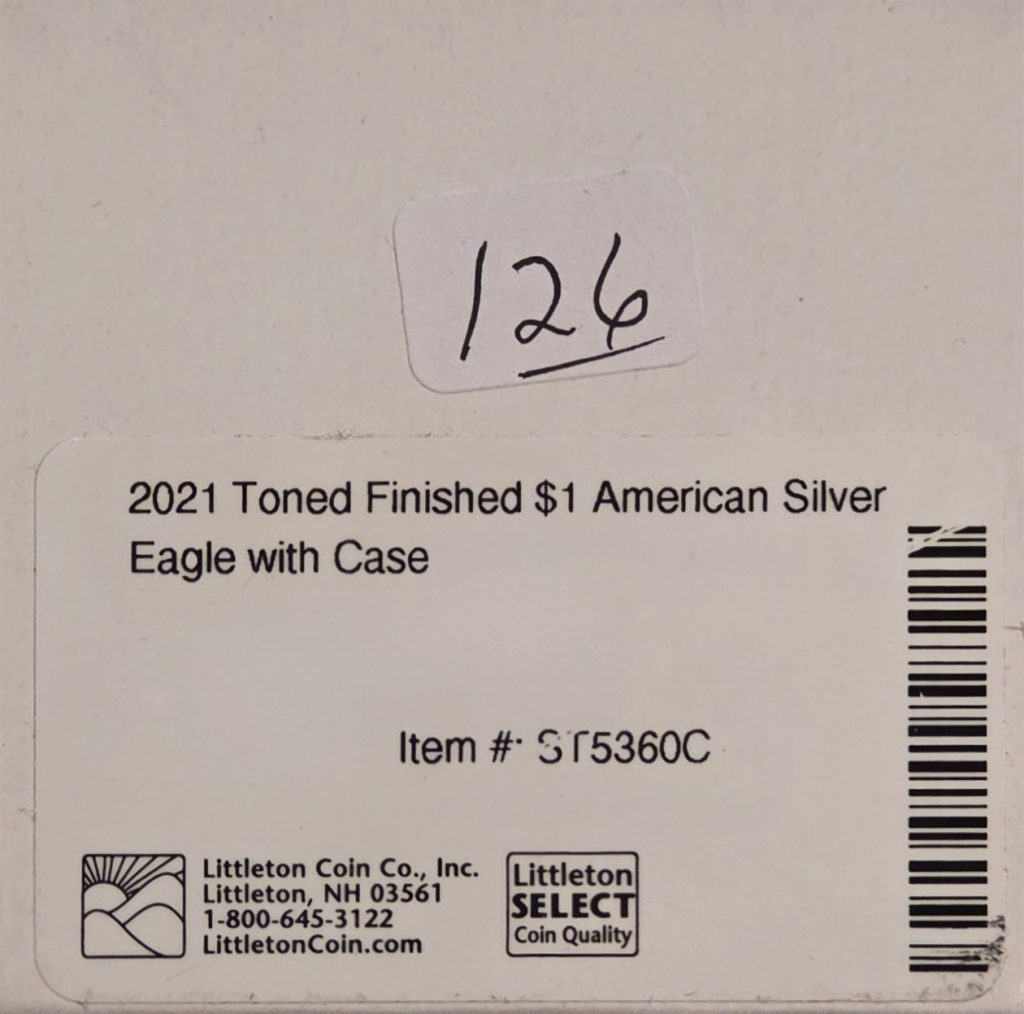 126
2021 Toned Finished $1 American Silver
Eagle with Case
Item #: ST5360C
Littleton Coin Co., Inc.
Littleton, NH 03561
1-800-645-3122
LittletonCoin.com
Littleton
SELECT
Coin Quality